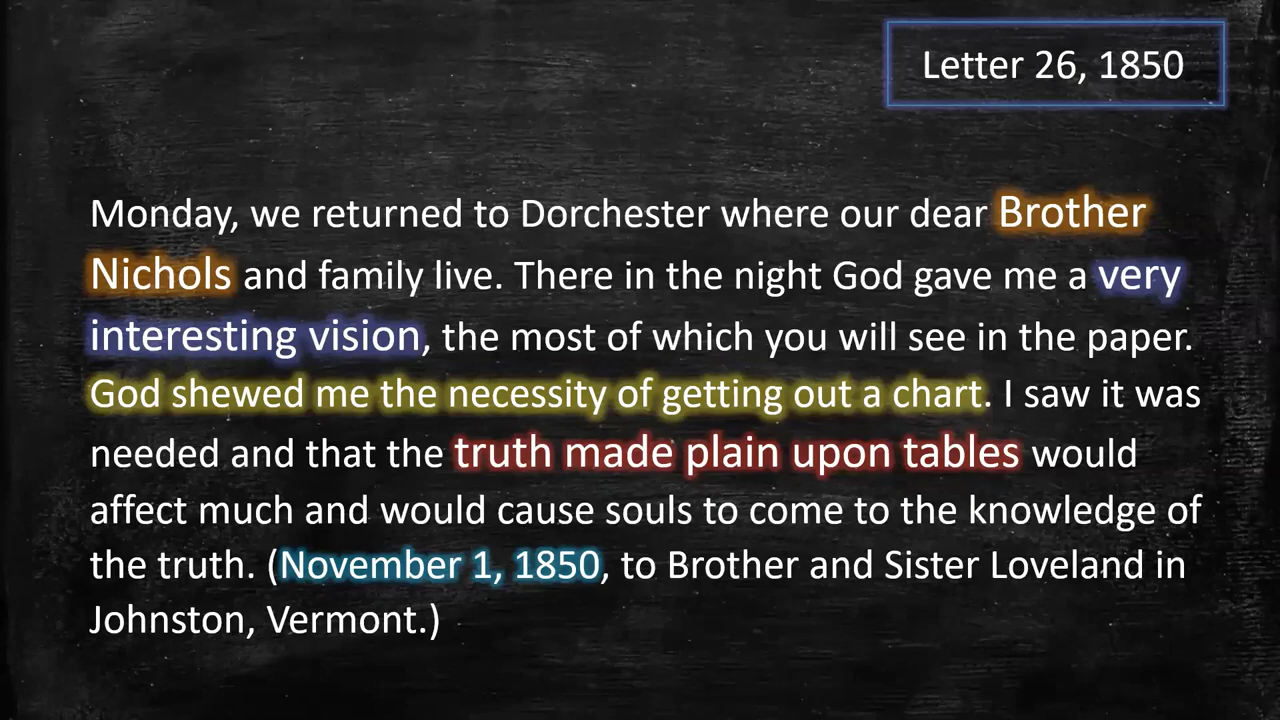 Letter 26, 1850
Monday, we returned to Dorchester where our dear Brother
Nichols and family live. There in the night God gave me a very
interesting vision, the most of which you will see in the paper.
God shewed me the necessity of getting out a chart. I saw it was
needed and that the truth made plain upon tables would
affect much and would cause souls to come to the knowledge of
the truth. (November 1, 1850, to Brother and Sister Loveland in
Johnston, Vermont.)